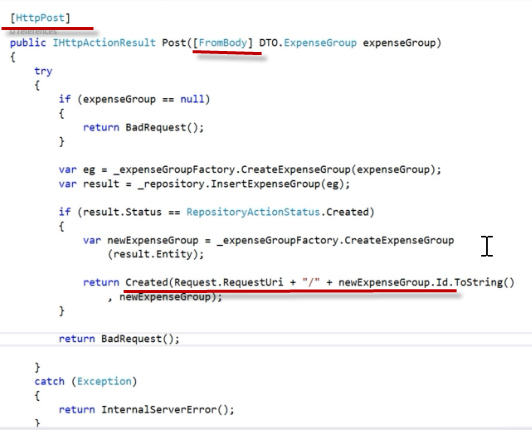 [HttpPost]
0 references
public IHttpActionResult Post([FromBody] DTO.ExpenseGroup expenseGroup)
{
try
{
if (expenseGroup == null)
{
return BadRequest();
}
var eg = _expenseGroupFactory.CreateExpenseGroup(expenseGroup);
var result = _repository.InsertExpenseGroup(eg);
if (result.Status == RepositoryActionStatus.Created)
{
var newExpenseGroup = _expenseGroupFactory.CreateExpenseGroup
(result.Entity);
return Created(Request.RequestUri + "/" + newExpenseGroup.Id.ToString()
, newExpenseGroup);
}
return BadRequest();
}
catch (Exception)
{
return InternalServerError();
}